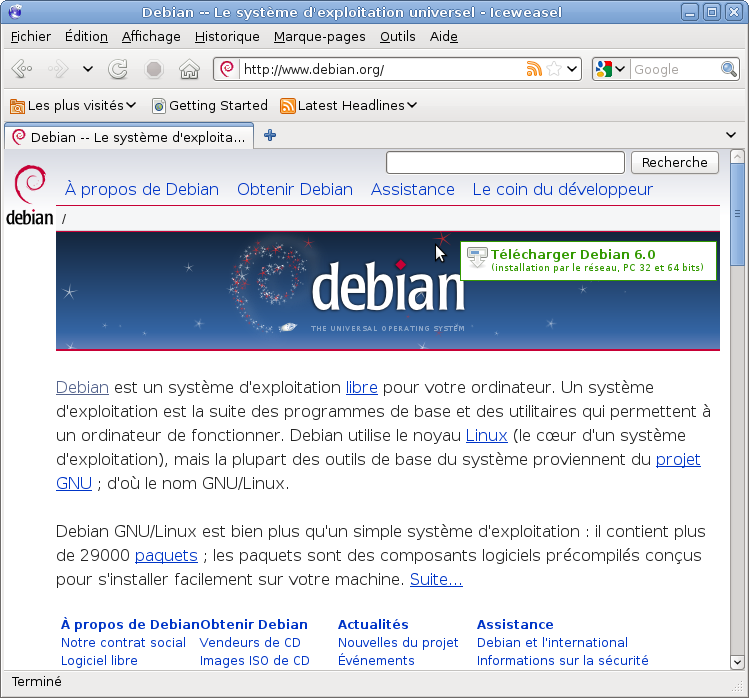 Debian -- Le système d'exploitation universel - Iceweasel
Fichier Édition Affichage Historique Marque-pages Outils Aide
http://www.debian.org/ Google
Les plus visités Getting Started Latest Headlines
Debian -- Le système d'exploita...
Recherche
À propos de Debian Obtenir Debian Assistance Le coin du développeur
debian /
Télécharger Debian 6.0
(installation par le réseau, PC 32 et 64 bits)
debian
THE UNIVERSAL OPERATING SYSTEM
Debian est un système d'exploitation libre pour votre ordinateur. Un système
d'exploitation est la suite des programmes de base et des utilitaires qui permettent à
un ordinateur de fonctionner. Debian utilise le noyau Linux (le cœur d'un système
d'exploitation), mais la plupart des outils de base du système proviennent du projet
GNU ; d'où le nom GNU/Linux.
Debian GNU/Linux est bien plus qu'un simple système d'exploitation : il contient plus
de 29000 paquets ; les paquets sont des composants logiciels précompilés conçus
pour s'installer facilement sur votre machine. Suite...
À propos de Debian Obtenir Debian Actualités Assistance
Notre contrat social Vendeurs de CD Nouvelles du projet Debian et l'international
Logiciel libre Images ISO de CD Événements Informations sur la sécurité
Terminé